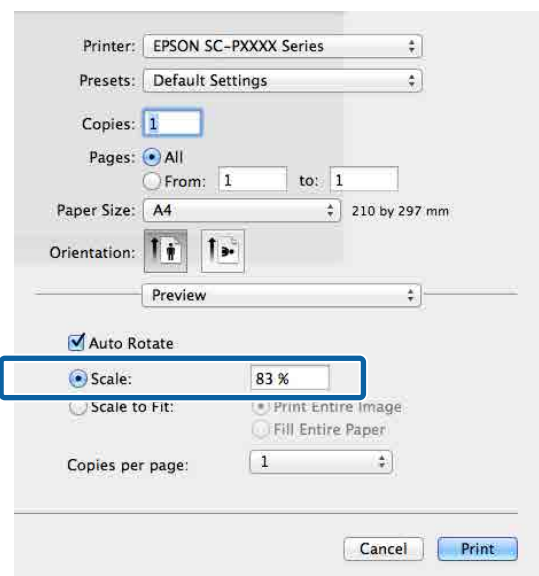 Printer: EPSON SC-PXXXX Series
Presets: Default Settings
Copies: 1
Pages: All
From: 1 to: 1
Paper Size: A4 210 by 297 mm
Orientation:
Preview
Auto Rotate
Scale: 83 %
Scale to Fit: Print Entire Image
Fill Entire Paper
Copies per page: 1
Cancel Print